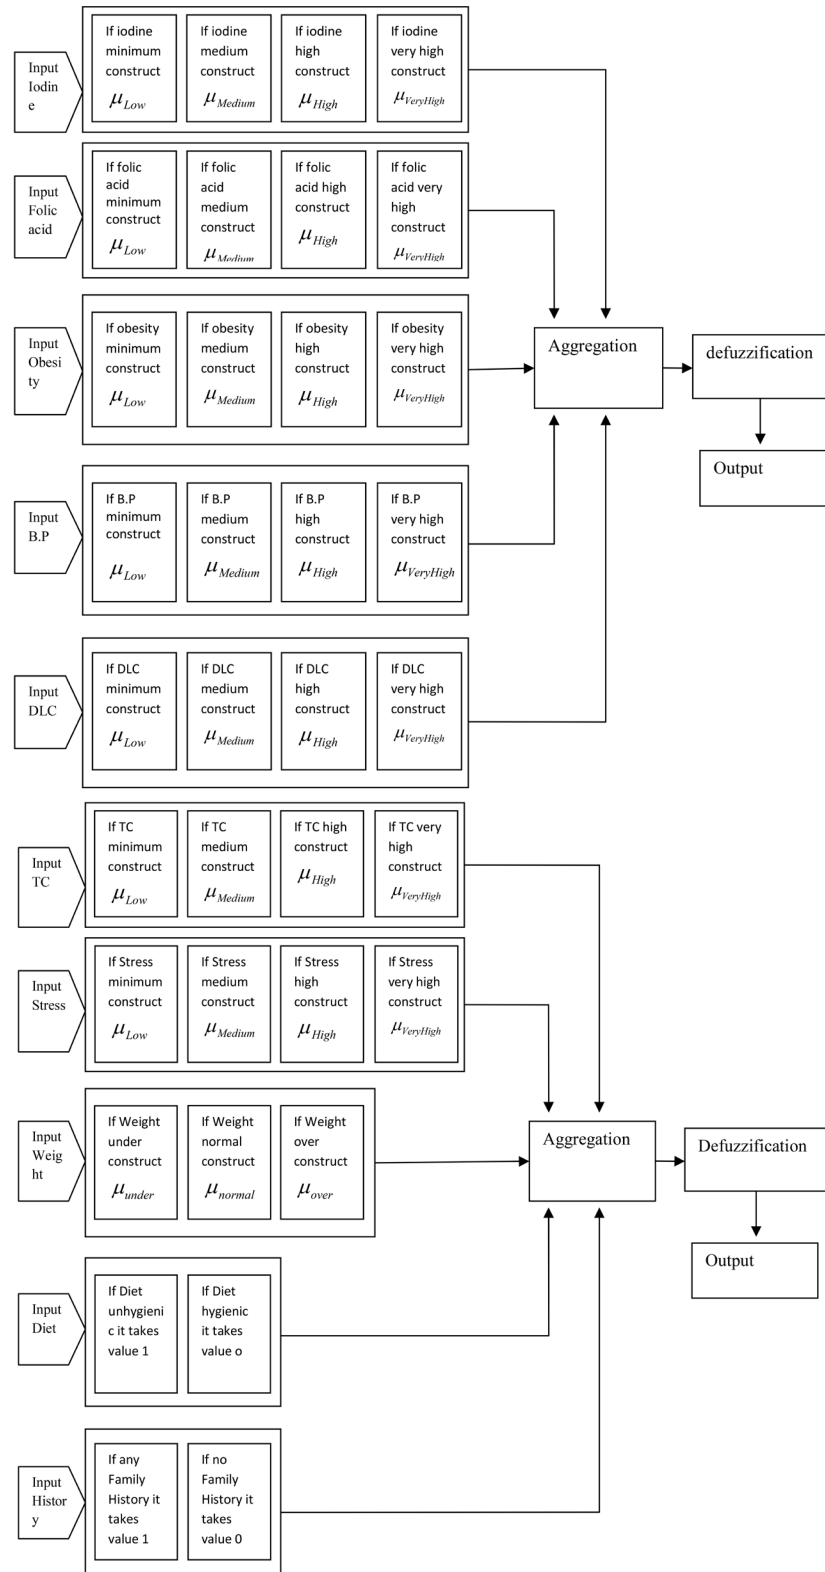 Input
Iodin
e
If iodine
minimum
construct
μLow
If iodine
medium
construct
μMedium
If iodine
high
construct
μHigh
If iodine
very high
construct
μVeryHigh
Input
Folic
acid
If folic
acid
minimum
construct
μLow
If folic
acid
medium
construct
μMedium
If folic
acid high
construct
μHigh
If folic
acid very
high
construct
μVeryHigh
Input
Obesi
ty
If obesity
minimum
construct
μLow
If obesity
medium
construct
μMedium
If obesity
high
construct
μHigh
If obesity
very high
construct
μVeryHigh
Aggregation
defuzzification
Output
Input
B.P
If B.P
minimum
construct
μLow
If B.P
medium
construct
μMedium
If B.P
high
construct
μHigh
If B.P
very high
construct
μVeryHigh
Input
DLC
If DLC
minimum
construct
μLow
If DLC
medium
construct
μMedium
If DLC
high
construct
μHigh
If DLC
very high
construct
μVeryHigh
Input
TC
If TC
minimum
construct
μLow
If TC
medium
construct
μMedium
If TC high
construct
μHigh
If TC very
high
construct
μVeryHigh
Input
Stress
If Stress
minimum
construct
μLow
If Stress
medium
construct
μMedium
If Stress
high
construct
μHigh
If Stress
very high
construct
μVeryHigh
Input
Weig
ht
If Weight
under
construct
μunder
If Weight
normal
construct
μnormal
If Weight
over
construct
μover
Aggregation
Defuzzification
Output
Input
Diet
If Diet
unhygieni
c it takes
value 1
If Diet
hygienic
it takes
value o
Input
Histor
y
If any
Family
History it
takes
value 1
If no
Family
History it
takes
value 0